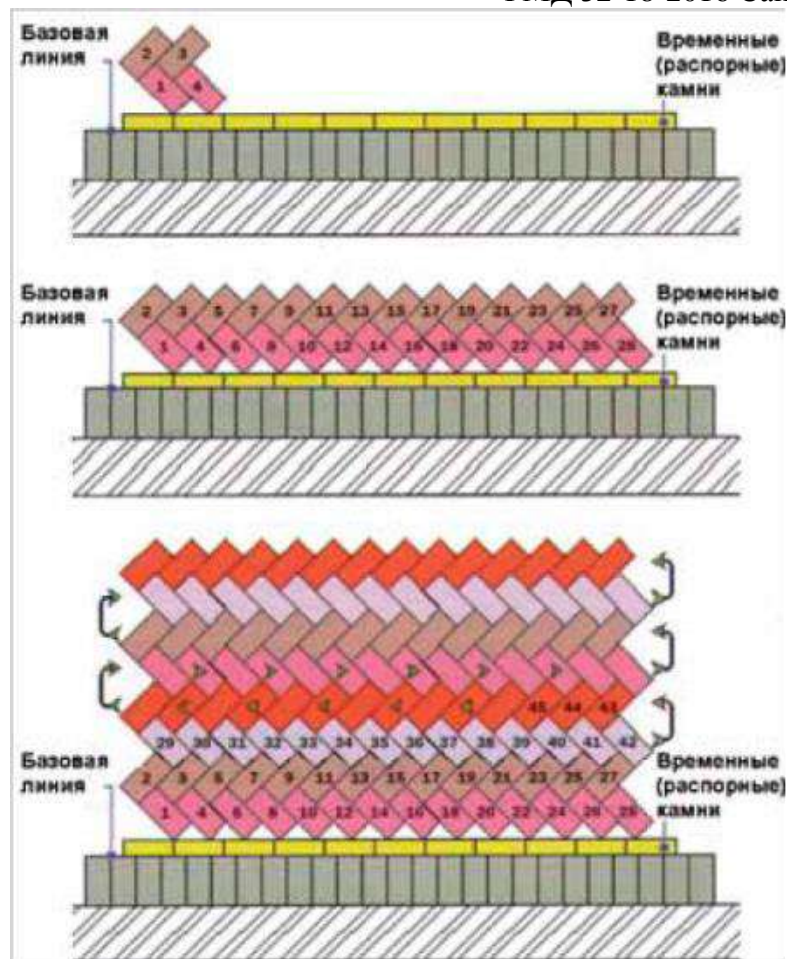 Базовая
линия
Временные
(распорные)
камни
2 3
1 4
Базовая
линия
Временные
(распорные)
камни
2 3 5 7 9 11 13 15 17 19 21 23 25 27
1 4 6 8 10 12 14 16 18 20 22 24 26 28
45 44 43
29 30 31 32 33 34 35 36 37 38 39 40 41 42
Базовая
линия
Временные
(распорные)
камни
2 3 5 7 9 11 13 15 17 19 21 23 25 27
1 4 6 8 10 12 14 16 18 20 22 24 26 28